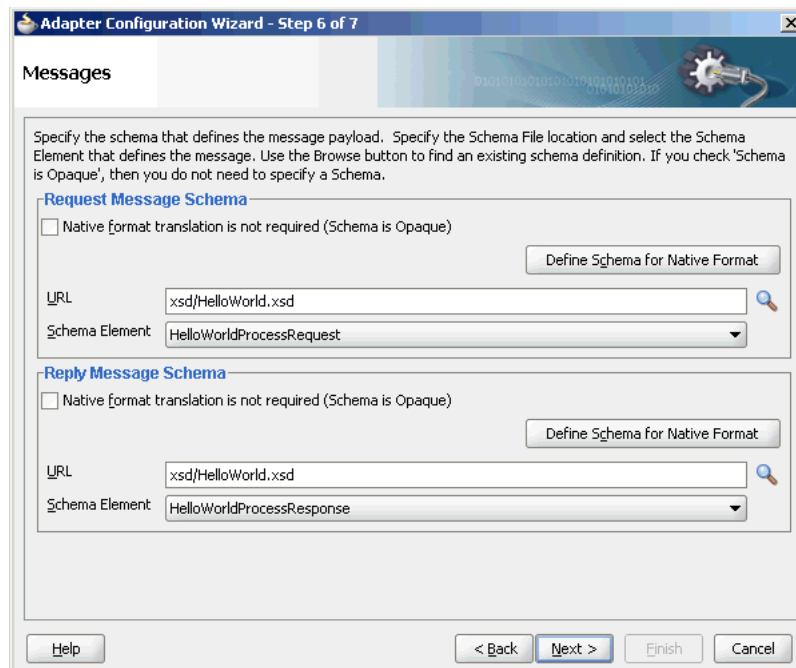 Adapter Configuration Wizard - Step 6 of 7
Messages
0101010101010101010101010101
01010101010
Specify the schema that defines the message payload. Specify the Schema File location and select the Schema
Element that defines the message. Use the Browse button to find an existing schema definition. If you check 'Schema
is Opaque', then you do not need to specify a Schema.
Request Message Schema
Native format translation is not required (Schema is Opaque)
Define Schema for Native Format
URL xsd/HelloWorld.xsd
Schema Element HelloWorldProcessRequest
Reply Message Schema
Native format translation is not required (Schema is Opaque)
Define Schema for Native Format
URL xsd/HelloWorld.xsd
Schema Element HelloWorldProcessResponse
Help < Back Next > Finish Cancel